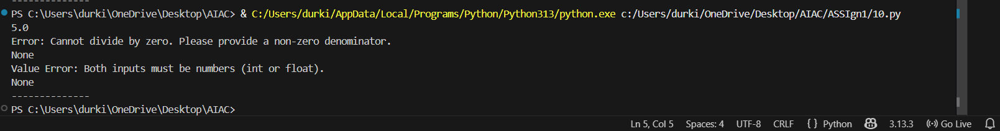 --------------
PS C:\Users\durki\OneDrive\Desktop\AIAC> & C:/Users/durki/AppData/Local/Programs/Python/Python313/python.exe c:/Users/durki/OneDrive/Desktop/AIAC/ASSIgn1/10.py
5.0
Error: Cannot divide by zero. Please provide a non-zero denominator.
None
Value Error: Both inputs must be numbers (int or float).
None
--------------
PS C:\Users\durki\OneDrive\Desktop\AIAC>
Ln 5, Col 5 Spaces: 4 UTF-8 CRLF { } Python 3.13.3 Go Live